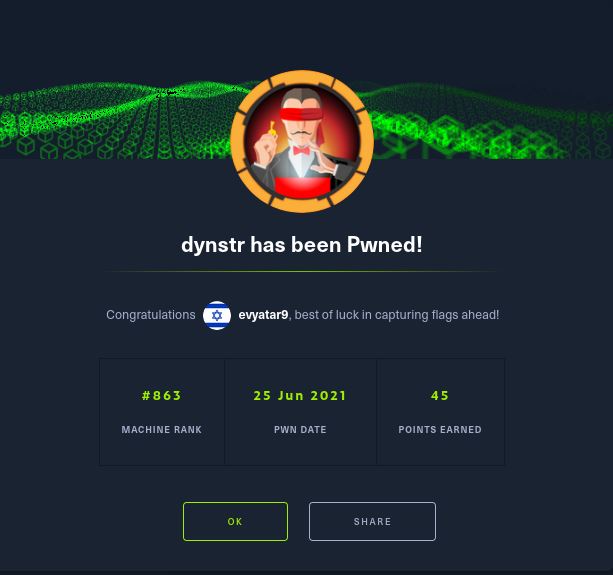 dynstr has been Pwned!
Congratulations evyatar9, best of luck in capturing flags ahead!
#863 25 Jun 2021 45
MACHINE RANK PWN DATE POINTS EARNED
OK SHARE